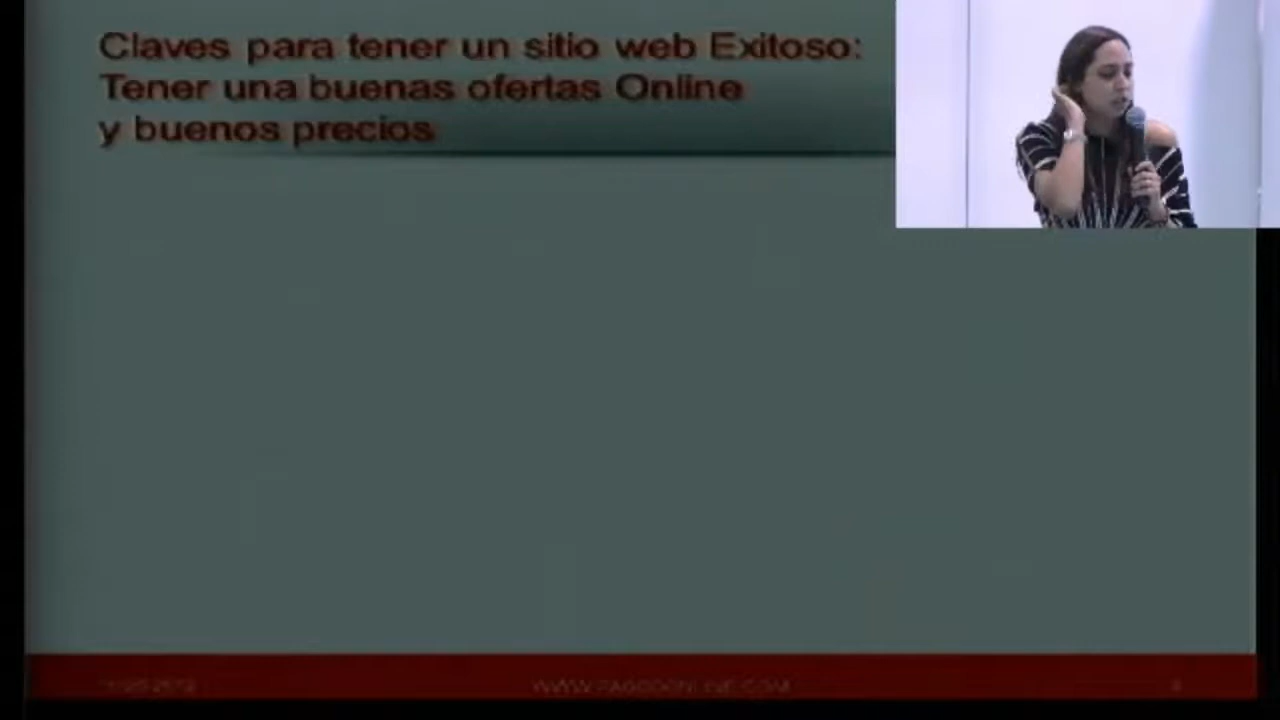 Claves para tener un sitio web Exitoso:
Tener una buenas ofertas Online
y buenos precios